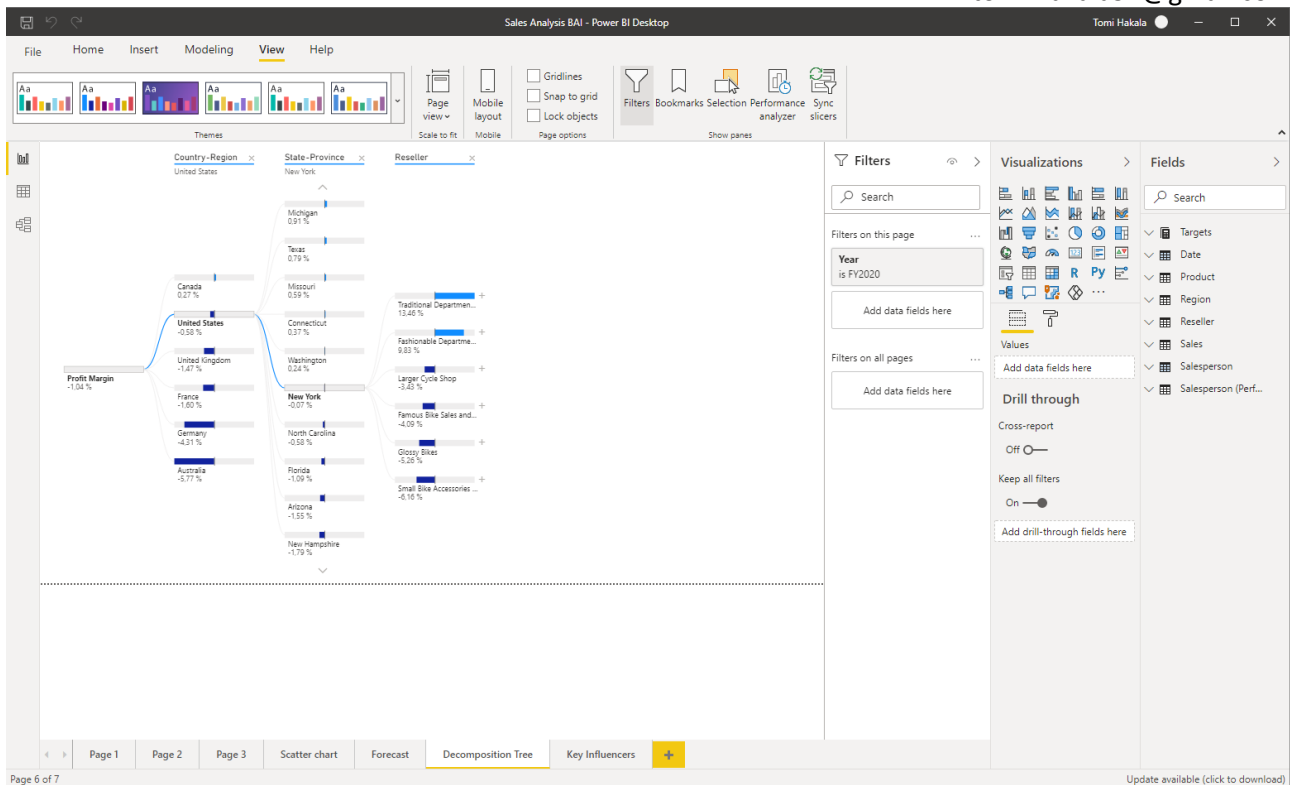 Sales Analysis BAI - Power BI Desktop
Tomi Hakala
File Home Insert Modeling View Help
Aa Aa Aa Aa Aa Aa
Page view
Mobile layout
Gridlines
Snap to grid
Lock objects
Filters Bookmarks Selection Performance analyzer Sync slicers
Themes Scale to fit Mobile Page options Show panes
Country-Region
United States
State-Province
New York
Reseller
Profit Margin
-1,04 %
Canada
0,27 %
United States
-0,58 %
United Kingdom
-1,47 %
France
-1,60 %
Germany
-4,31 %
Australia
-5,77 %
Michigan
0,91 %
Texas
0,79 %
Missouri
0,59 %
Connecticut
0,37 %
Washington
0,24 %
New York
-0,07 %
North Carolina
-0,58 %
Florida
-1,09 %
Arizona
-1,55 %
New Hampshire
-1,79 %
Traditional Departmen...
13,46 %
Fashionable Departme...
9,83 %
Larger Cycle Shop
-3,43 %
Famous Bike Sales and...
-4,09 %
Glossy Bikes
-5,26 %
Small Bike Accessories ...
-6,16 %
Filters
Search
Filters on this page ...
Year
is FY2020
Add data fields here
Filters on all pages ...
Add data fields here
Visualizations
R Py
123
...
Values
Add data fields here
Drill through
Cross-report
Off
Keep all filters
On
Add drill-through fields here
Fields
Search
Targets
Date
Product
Region
Reseller
Sales
Salesperson
Salesperson (Perf...
Page 1 Page 2 Page 3 Scatter chart Forecast Decomposition Tree Key Influencers +
Page 6 of 7
Update available (click to download)